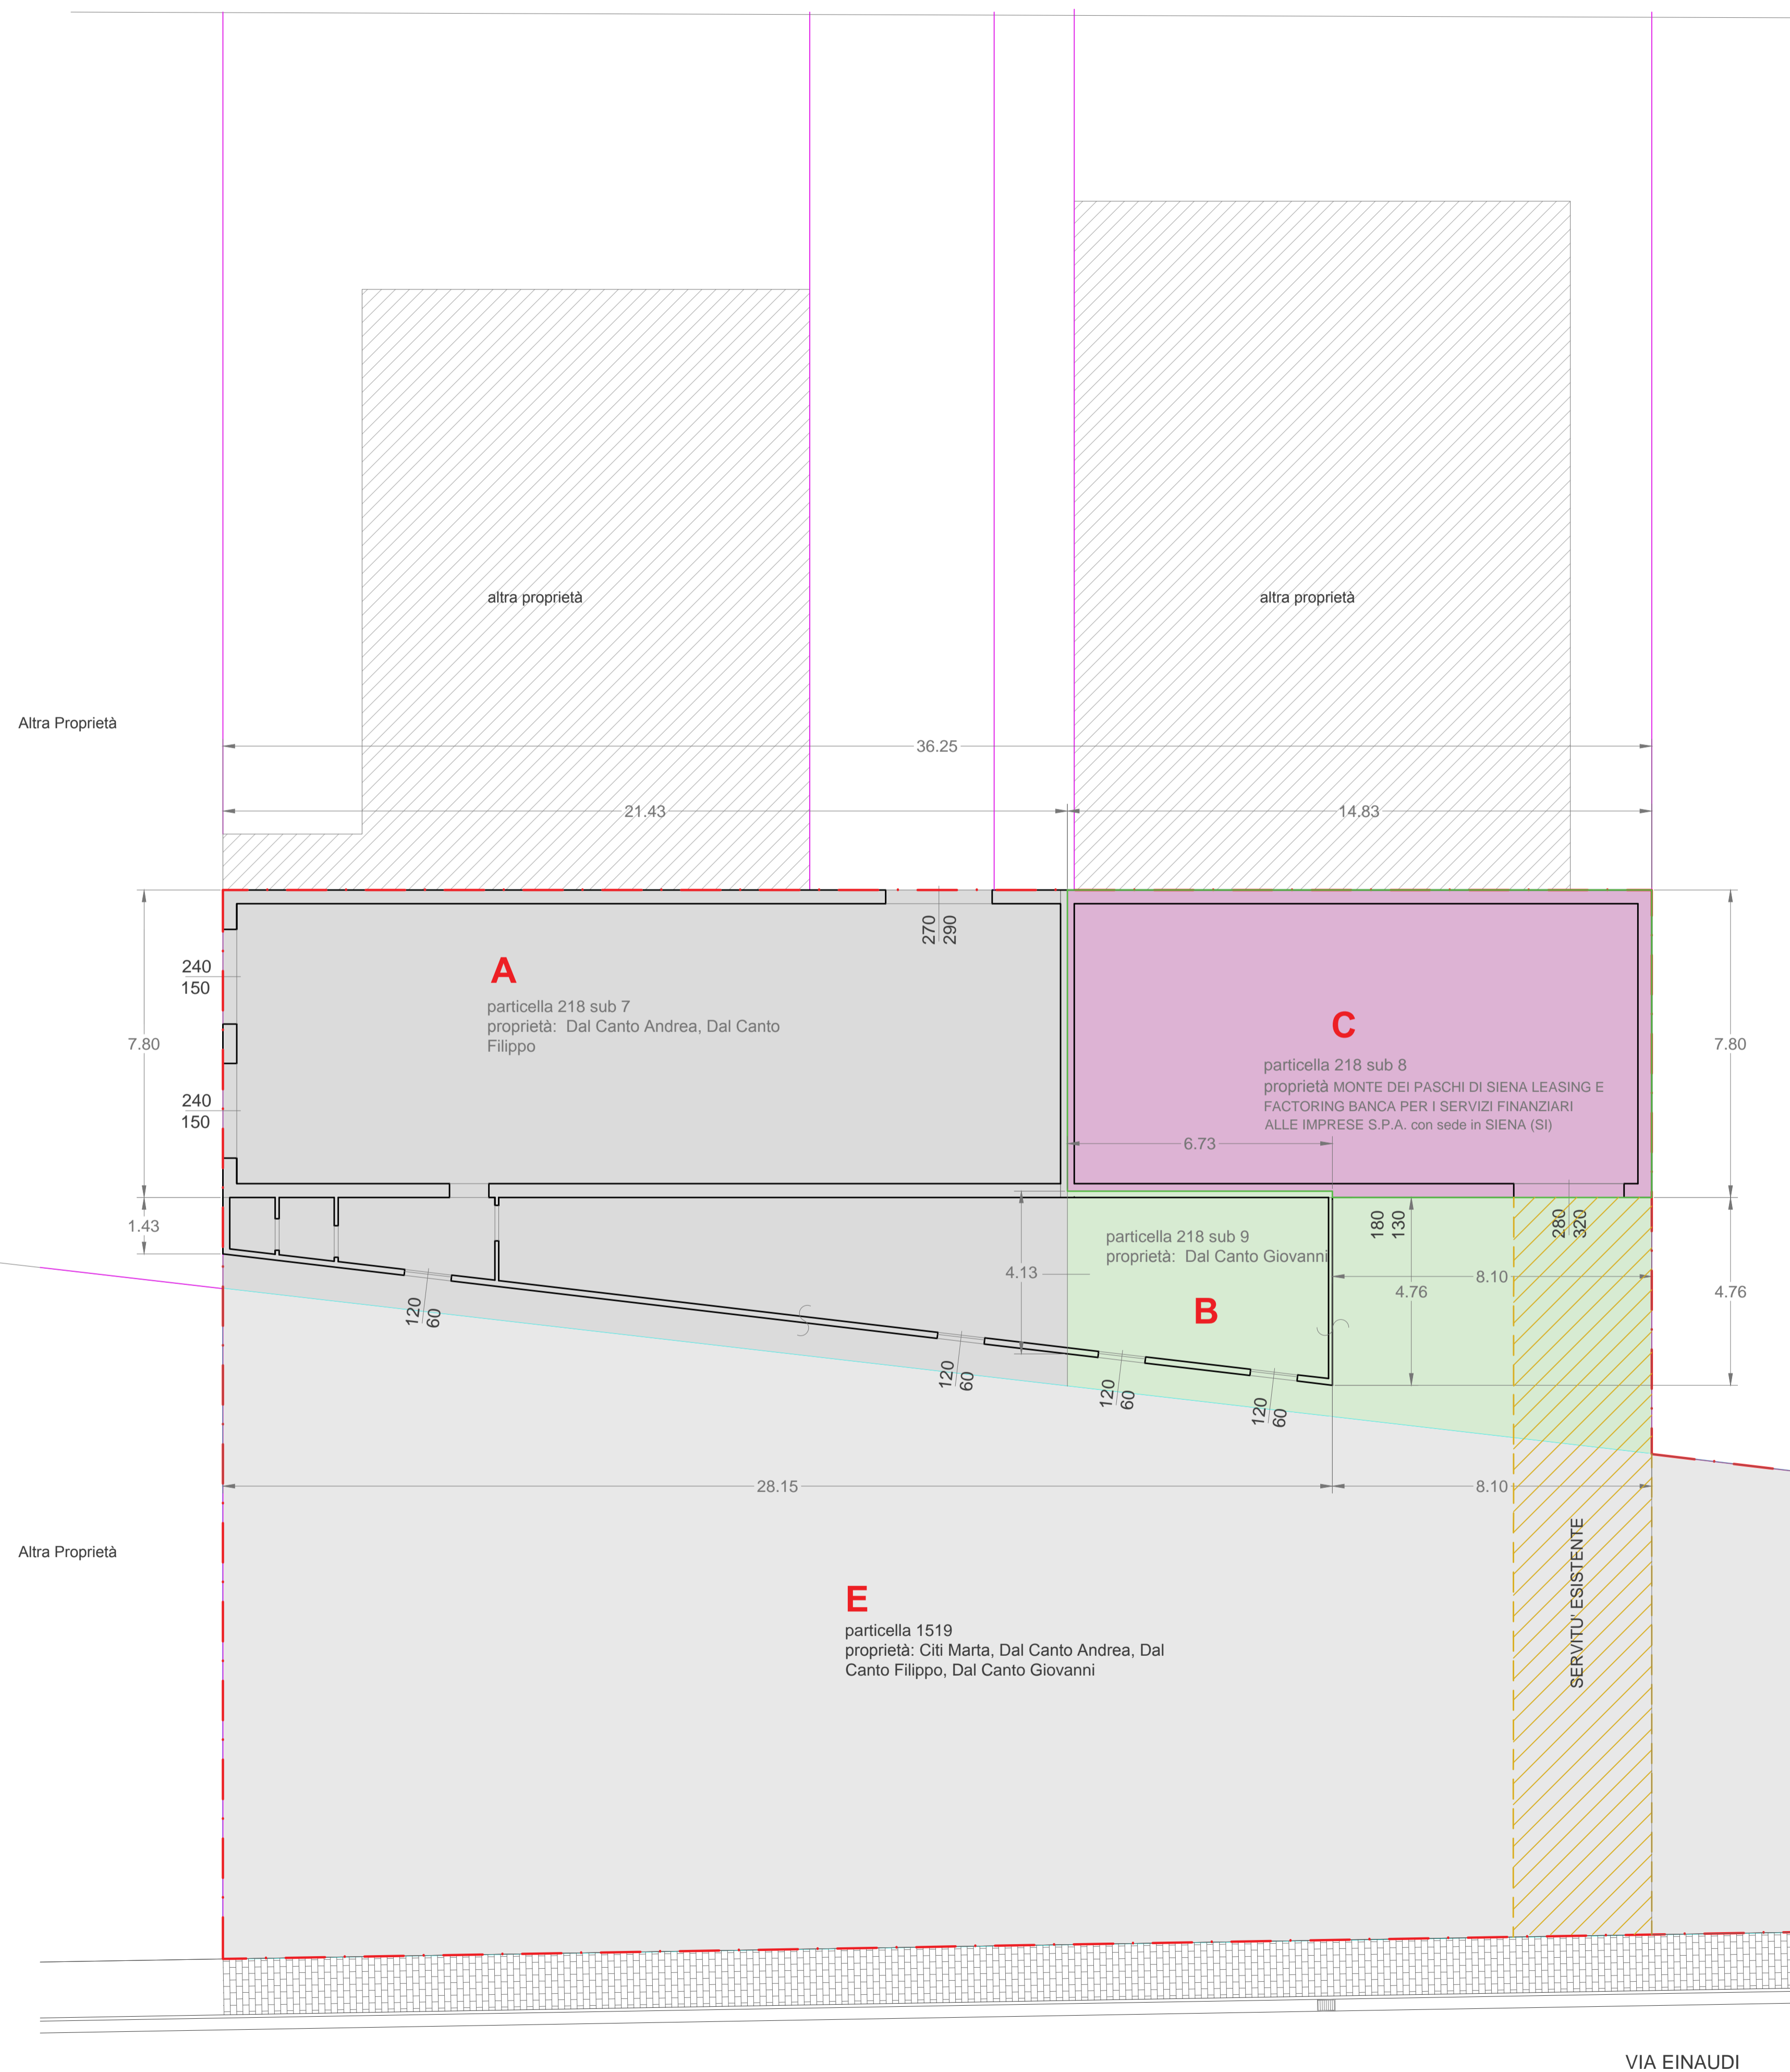 altra proprietà
altra proprietà
Altra Proprietà
36.25
21.43
14.83
270
290
240
150
A
particella 218 sub 7
proprietà:  Dal Canto Andrea, Dal Canto
Filippo
7.80
240
150
C
particella 218 sub 8
proprietà MONTE DEI PASCHI DI SIENA LEASING E
FACTORING BANCA PER I SERVIZI FINANZIARI
ALLE IMPRESE S.P.A. con sede in SIENA (SI)
7.80
6.73
1.43
180
130
280
320
particella 218 sub 9
proprietà:  Dal Canto Giovanni
4.13
B
8.10
4.76
4.76
120
60
120
60
120
60
120
60
28.15
8.10
Altra Proprietà
SERVITU' ESISTENTE
E
particella 1519
proprietà: Citi Marta, Dal Canto Andrea, Dal
Canto Filippo, Dal Canto Giovanni
VIA EINAUDI